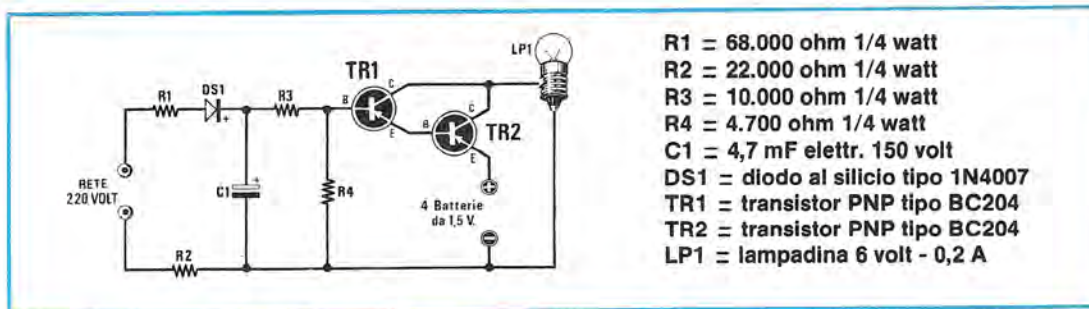 RETE
220 VOLT
R1
DS1
+
R2
+
C1
R3
R4
TR1
B
C
E
TR2
B
C
E
+
-
4 Batterie
da 1,5 V.
LP1
R1 = 68.000 ohm 1/4 watt
R2 = 22.000 ohm 1/4 watt
R3 = 10.000 ohm 1/4 watt
R4 = 4.700 ohm 1/4 watt
C1 = 4,7 mF elettr. 150 volt
DS1 = diodo al silicio tipo 1N4007
TR1 = transistor PNP tipo BC204
TR2 = transistor PNP tipo BC204
LP1 = lampadina 6 volt - 0,2 A